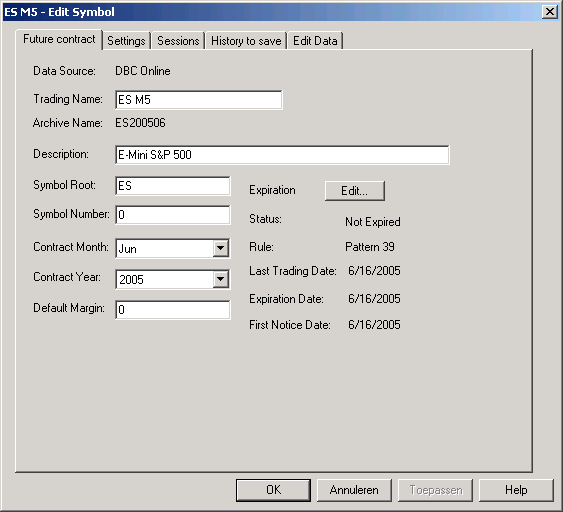 ES M5 - Edit Symbol
Future contract Settings Sessions History to save Edit Data
Data Source: DBC Online
Trading Name: ES M5
Archive Name: ES200506
Description: E-Mini S&P 500
Symbol Root: ES
Expiration Edit...
Symbol Number: 0
Status: Not Expired
Contract Month: Jun
Rule: Pattern 39
Contract Year: 2005
Last Trading Date: 6/16/2005
Default Margin: 0
Expiration Date: 6/16/2005
First Notice Date: 6/16/2005
OK Annuleren Toepassen Help